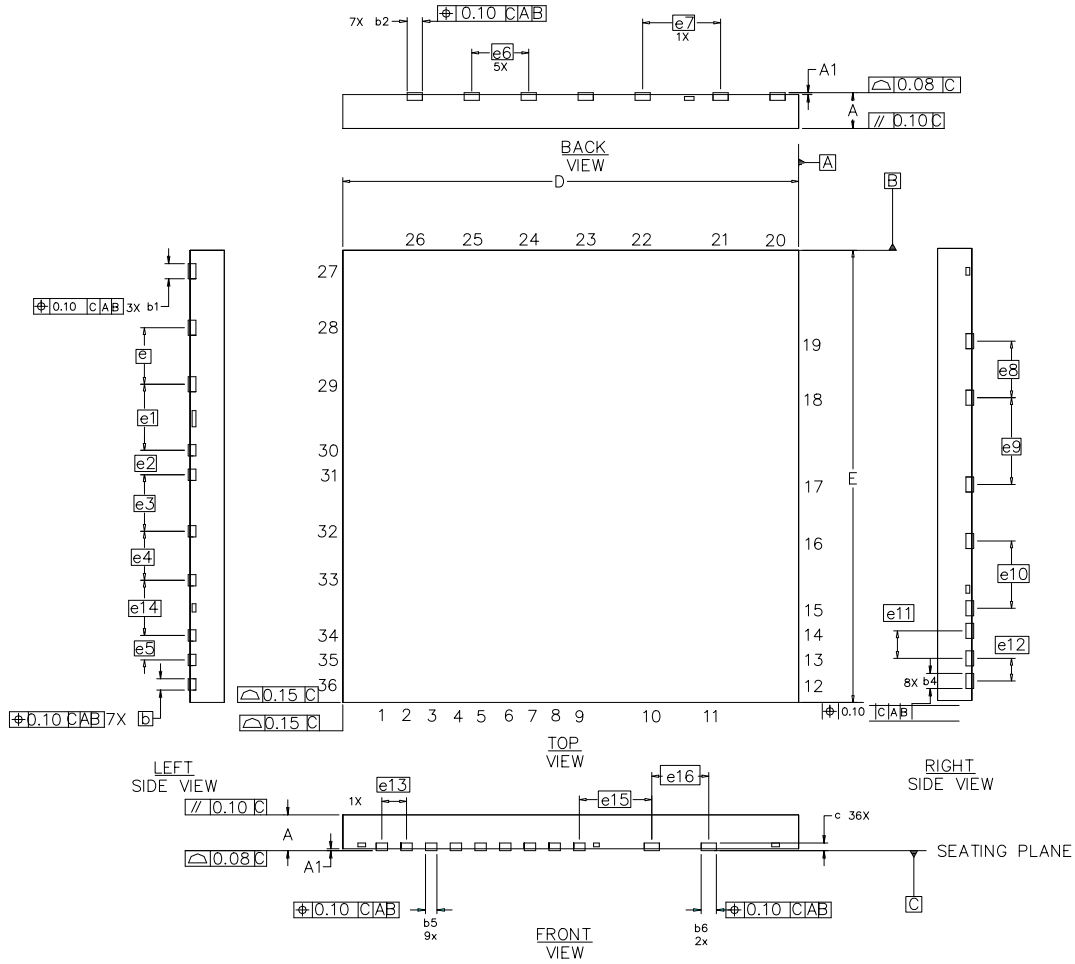 7X b2 ⌖ 0.10 C A B
e7
1X
e6
5X
A1
⌓ 0.08 C
A
// 0.10 C
BACK
VIEW
A
D
B
26 25 24 23 22 21 20
27
⌖ 0.10 C A B 3X b1
28
e
29
e1
30
e2
31
e3
32
e4
33
e14
34
e5
35
36
⌖ 0.10 C A B 7X b
19
18
E
17
16
15
14
13
12
e8
e9
e10
e11
e12
8X b4
⌖ 0.10 C A B
⌓ 0.15 C
⌓ 0.15 C
1 2 3 4 5 6 7 8 9 10 11
TOP
VIEW
LEFT
SIDE VIEW
RIGHT
SIDE VIEW
// 0.10 C
A
1X
e13
e15
e16
c 36X
⌓ 0.08 C
A1
SEATING PLANE
C
⌖ 0.10 C A B
b5
9x
⌖ 0.10 C A B
b6
2x
FRONT
VIEW